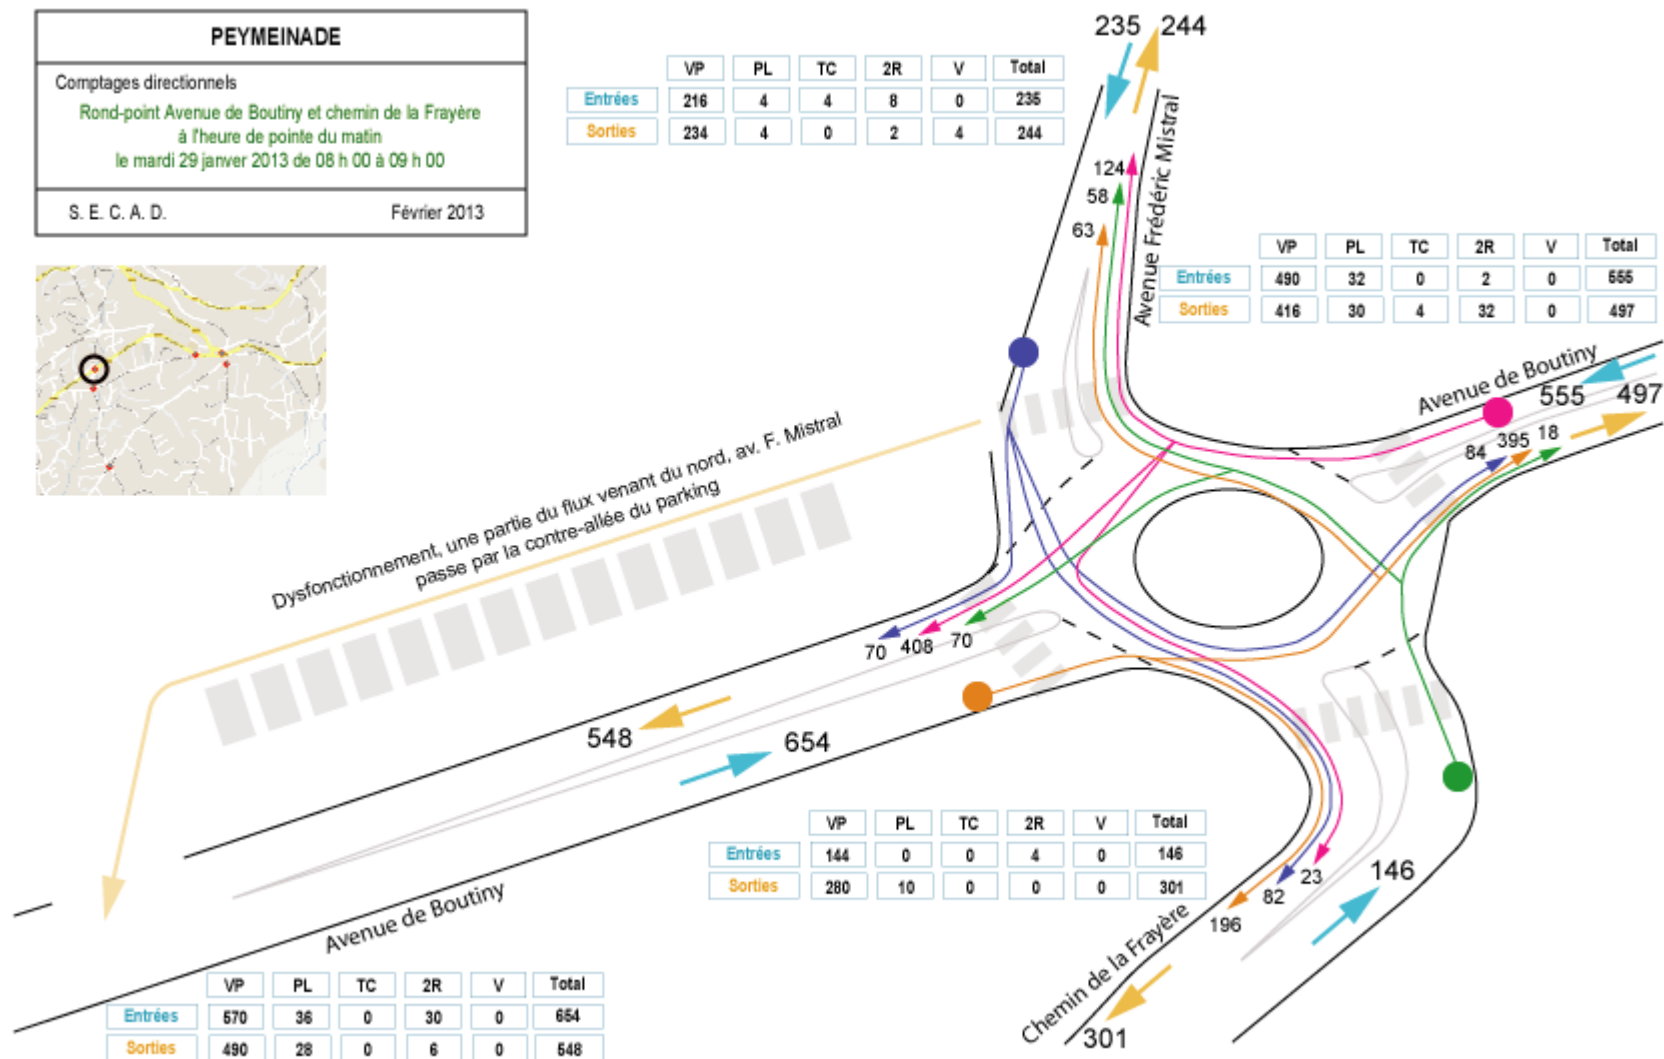 PEYMEINADE
Comptages directionnels
Rond-point Avenue de Boutiny et chemin de la Frayère
à l'heure de pointe du matin
le mardi 29 janver 2013 de 08 h 00 à 09 h 00
S. E. C. A. D. Février 2013
235 244
VP PL TC 2R V Total
Entrées 216 4 4 8 0 235
Sorties 234 4 0 2 4 244
124
58
63
Avenue Frédéric Mistral
VP PL TC 2R V Total
Entrées 490 32 0 2 0 555
Sorties 416 30 4 32 0 497
Avenue de Boutiny
555 497
84 395 18
Dysfonctionnement, une partie du flux venant du nord, av. F. Mistral
passe par la contre-allée du parking
70 408 70
548
654
VP PL TC 2R V Total
Entrées 144 0 0 4 0 146
Sorties 280 10 0 0 0 301
146
23
82
196
Chemin de la Frayère
301
Avenue de Boutiny
VP PL TC 2R V Total
Entrées 570 36 0 30 0 654
Sorties 490 28 0 6 0 548